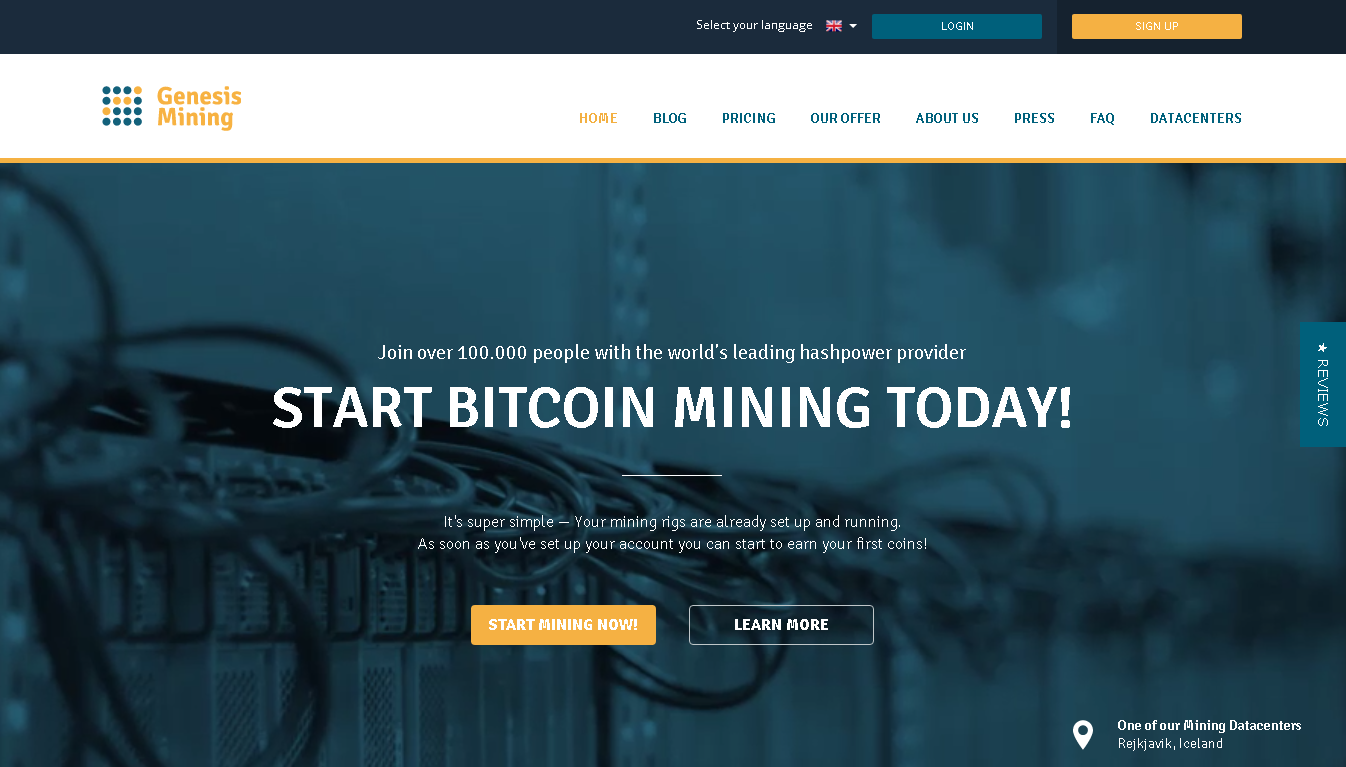 Select your language
LOGIN
SIGN UP
Genesis
Mining
HOME
BLOG
PRICING
OUR OFFER
ABOUT US
PRESS
FAQ
DATACENTERS
Join over 100.000 people with the world's leading hashpower provider
START BITCOIN MINING TODAY!
★ REVIEWS
It's super simple – Your mining rigs are already set up and running.
As soon as you've set up your account you can start to earn your first coins!
START MINING NOW!
LEARN MORE
One of our Mining Datacenters
Rejkjavik, Iceland